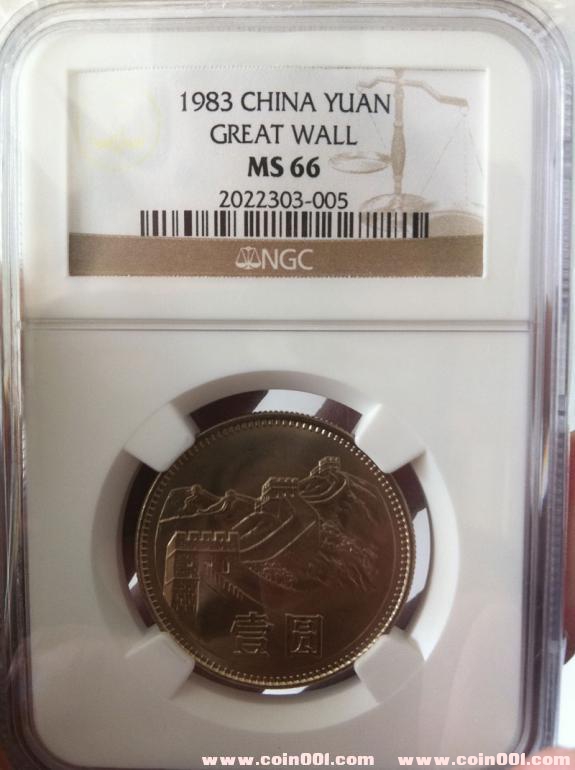 1983 CHINA YUAN
GREAT WALL
MS 66
2022303-005
NGC
壹圆
www.coin001.com www.coin001.com